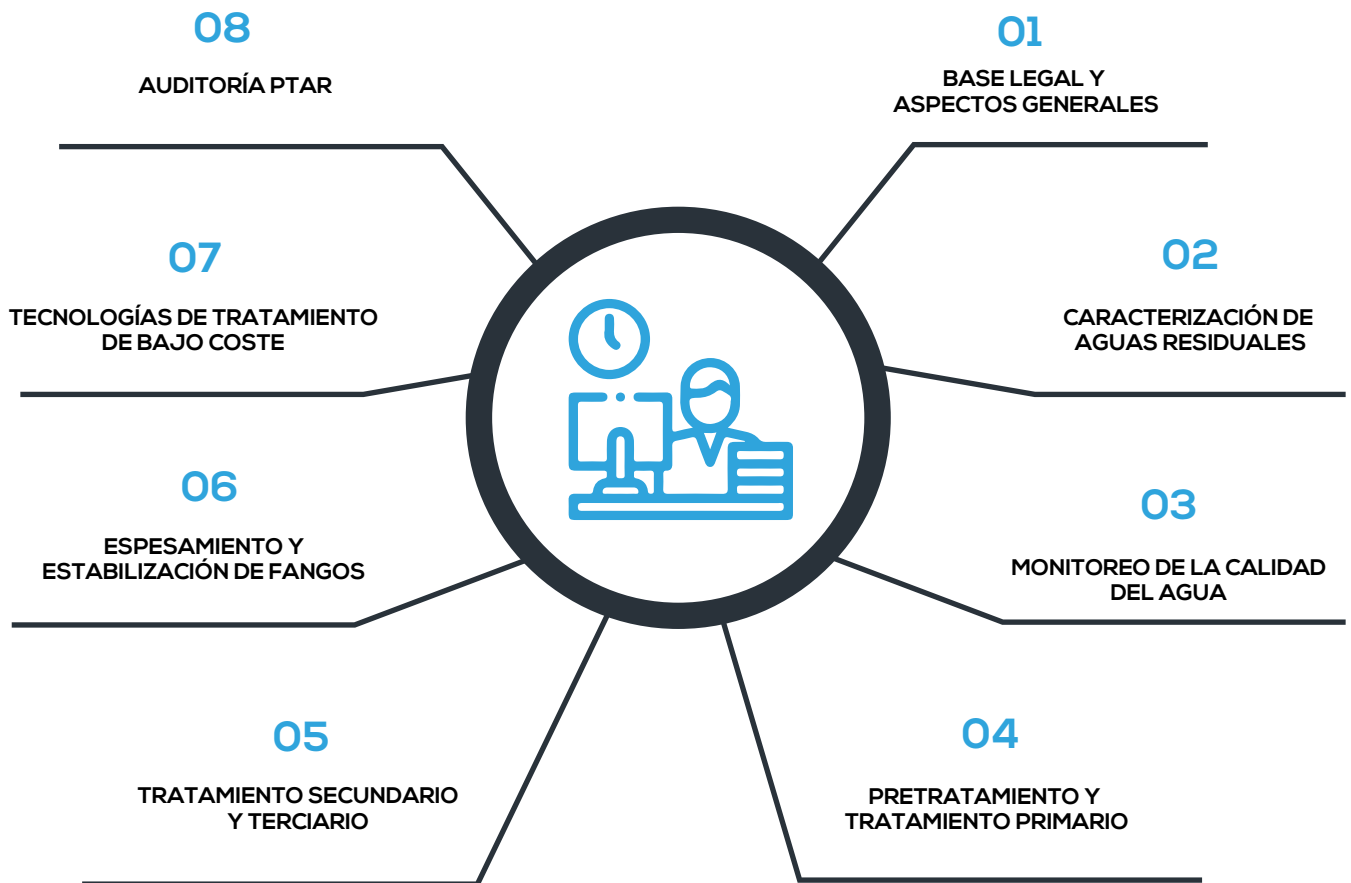 01
BASE LEGAL Y
ASPECTOS GENERALES
02
CARACTERIZACIÓN DE
AGUAS RESIDUALES
03
MONITOREO DE LA CALIDAD
DEL AGUA
04
PRETRATAMIENTO Y
TRATAMIENTO PRIMARIO
05
TRATAMIENTO SECUNDARIO
Y TERCIARIO
06
ESPESAMIENTO Y
ESTABILIZACIÓN DE FANGOS
07
TECNOLOGÍAS DE TRATAMIENTO
DE BAJO COSTE
08
AUDITORÍA PTAR